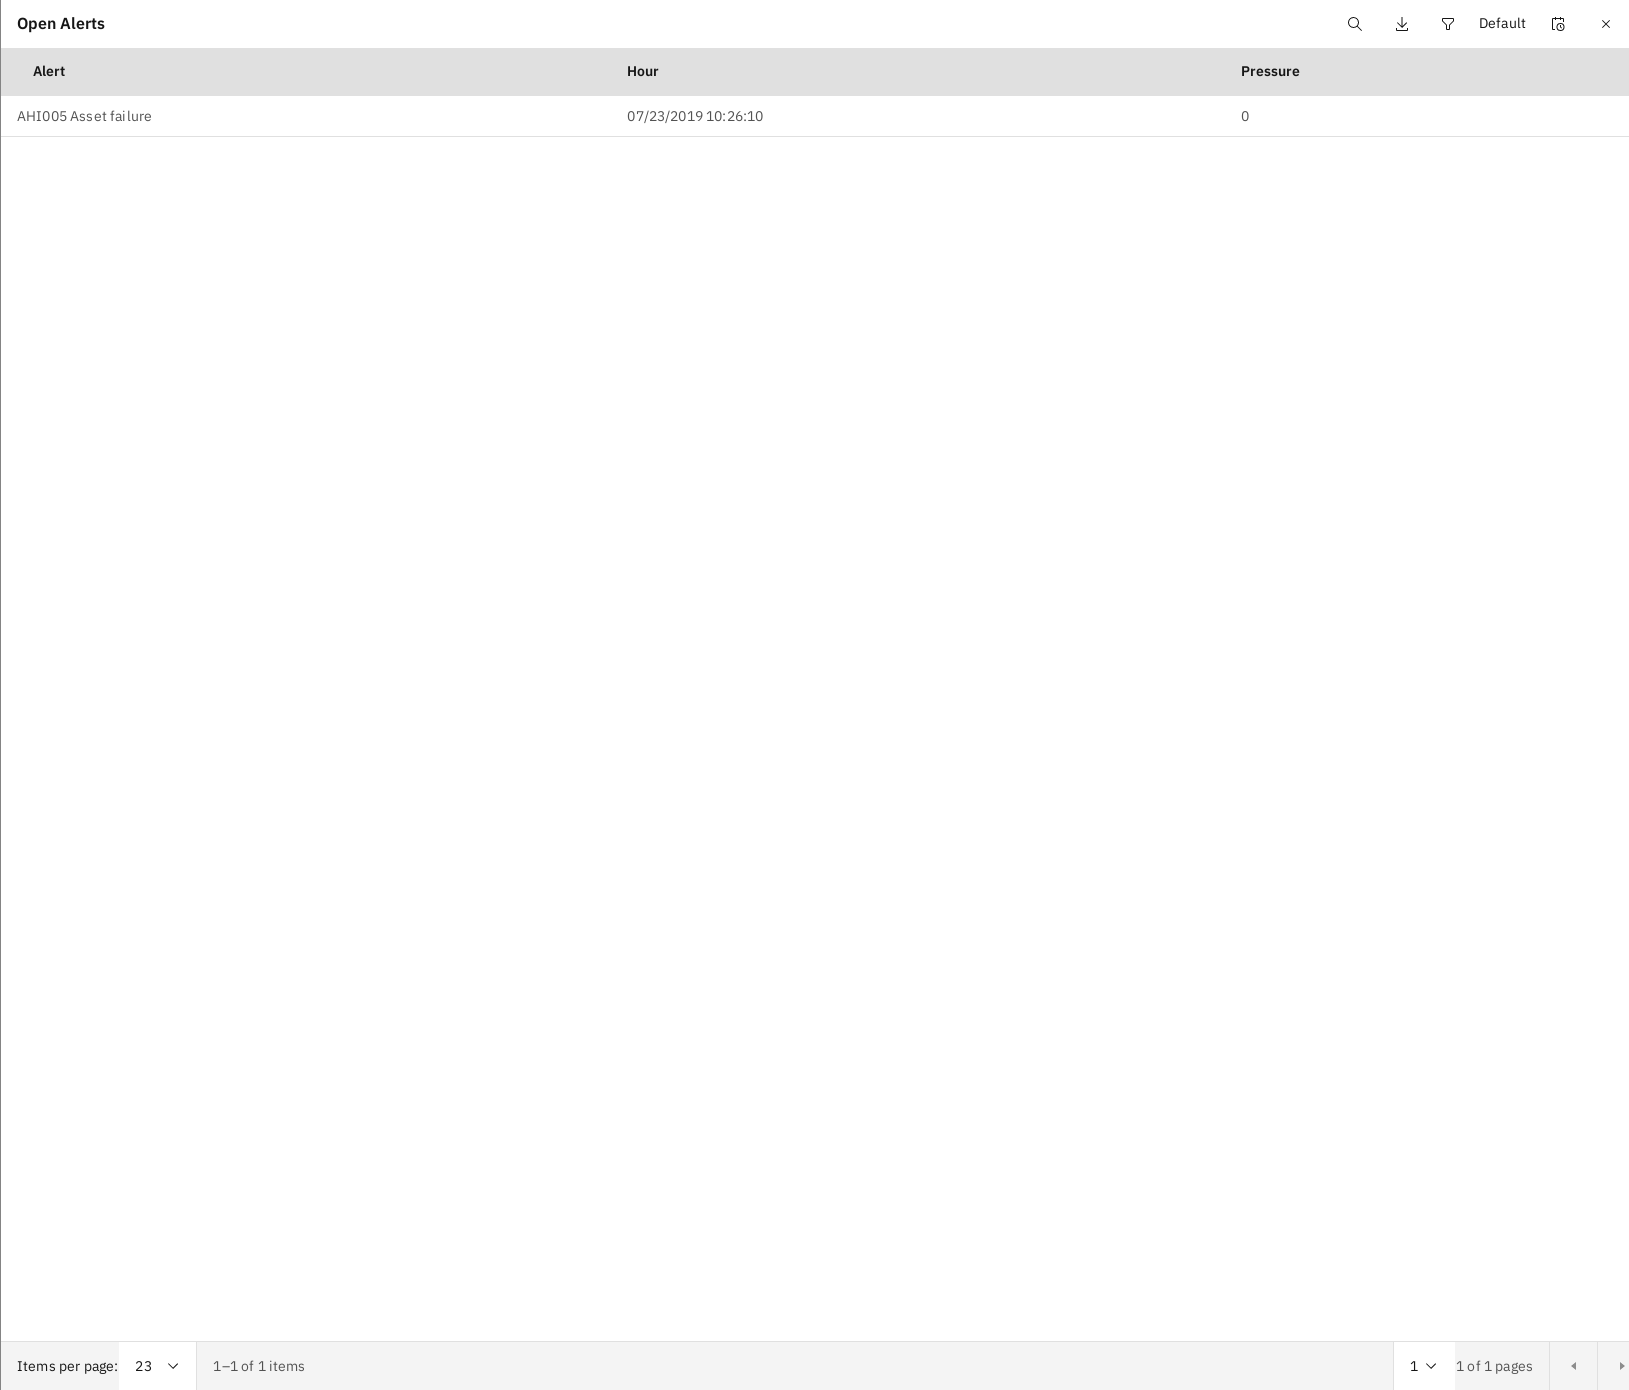 Open Alerts Default
Alert Hour Pressure
AHI005 Asset failure 07/23/2019 10:26:10 0
Items per page: 23 1–1 of 1 items 1 1 of 1 pages